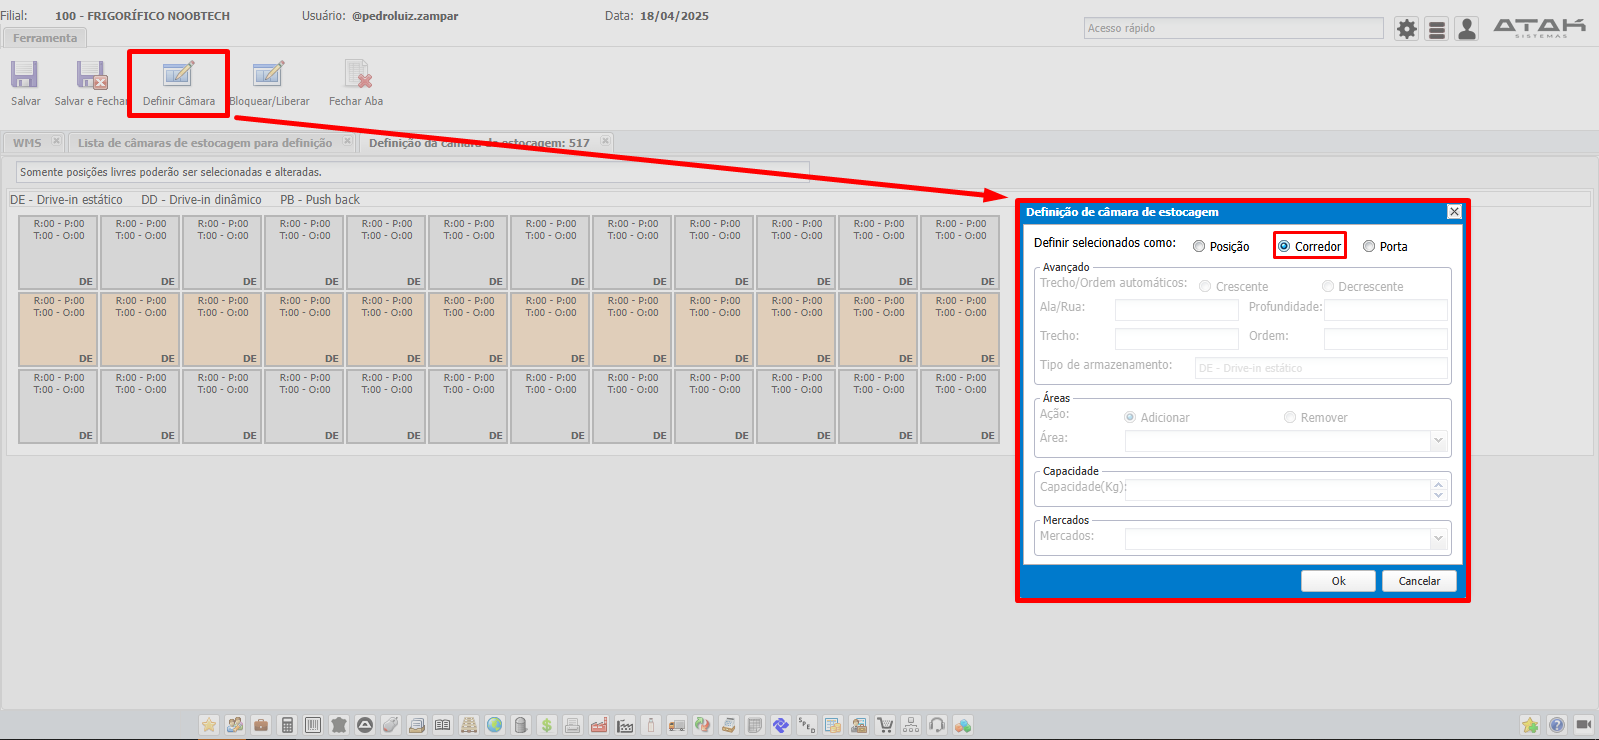 Filial: 100 - FRIGORÍFICO NOOBTECH Usuário: @pedroluiz.zampar Data: 18/04/2025
Acesso rápido
ATAK
SISTEMAS
Ferramenta
Salvar Salvar e Fechar Definir Câmara Bloquear/Liberar Fechar Aba
WMS Lista de câmaras de estocagem para definição Definição da câmara de estocagem: 517
Somente posições livres poderão ser selecionadas e alteradas.
DE - Drive-in estático DD - Drive-in dinâmico PB - Push back
R:00 - P:00 R:00 - P:00 R:00 - P:00 R:00 - P:00 R:00 - P:00 R:00 - P:00 R:00 - P:00 R:00 - P:00 R:00 - P:00 R:00 - P:00 R:00 - P:00 R:00 - P:00
T:00 - O:00 T:00 - O:00 T:00 - O:00 T:00 - O:00 T:00 - O:00 T:00 - O:00 T:00 - O:00 T:00 - O:00 T:00 - O:00 T:00 - O:00 T:00 - O:00 T:00 - O:00
DE DE DE DE DE DE DE DE DE DE DE DE
R:00 - P:00 R:00 - P:00 R:00 - P:00 R:00 - P:00 R:00 - P:00 R:00 - P:00 R:00 - P:00 R:00 - P:00 R:00 - P:00 R:00 - P:00 R:00 - P:00 R:00 - P:00
T:00 - O:00 T:00 - O:00 T:00 - O:00 T:00 - O:00 T:00 - O:00 T:00 - O:00 T:00 - O:00 T:00 - O:00 T:00 - O:00 T:00 - O:00 T:00 - O:00 T:00 - O:00
DE DE DE DE DE DE DE DE DE DE DE DE
R:00 - P:00 R:00 - P:00 R:00 - P:00 R:00 - P:00 R:00 - P:00 R:00 - P:00 R:00 - P:00 R:00 - P:00 R:00 - P:00 R:00 - P:00 R:00 - P:00 R:00 - P:00
T:00 - O:00 T:00 - O:00 T:00 - O:00 T:00 - O:00 T:00 - O:00 T:00 - O:00 T:00 - O:00 T:00 - O:00 T:00 - O:00 T:00 - O:00 T:00 - O:00 T:00 - O:00
DE DE DE DE DE DE DE DE DE DE DE DE
Definição de câmara de estocagem
Definir selecionados como: Posição Corredor Porta
Avançado
Trecho/Ordem automáticos: Crescente Decrescente
Ala/Rua: Profundidade:
Trecho: Ordem:
Tipo de armazenamento: DE - Drive-in estático
Áreas
Ação: Adicionar Remover
Área:
Capacidade
Capacidade(Kg):
Mercados
Mercados:
Ok Cancelar
SPED